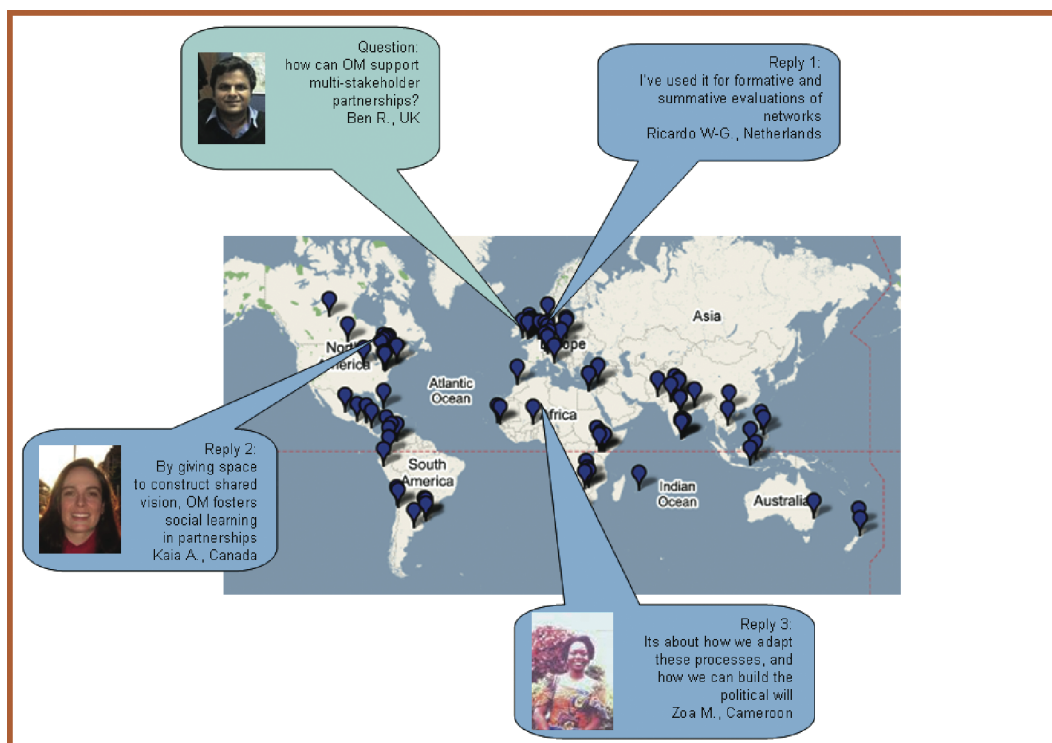 Question:
how can OM support
multi-stakeholder
partnerships?
Ben R., UK
Reply 1:
I've used it for formative and
summative evaluations of
networks
Ricardo W-G., Netherlands
Asia
Europe
North
America
Atlantic
Ocean
Africa
Reply 2:
By giving space
to construct shared
vision, OM fosters
social learning
in partnerships
Kaia A., Canada
South
America
Indian
Ocean
Australia
Reply 3:
Its about how we adapt
these processes, and
how we can build the
political will
Zoa M., Cameroon